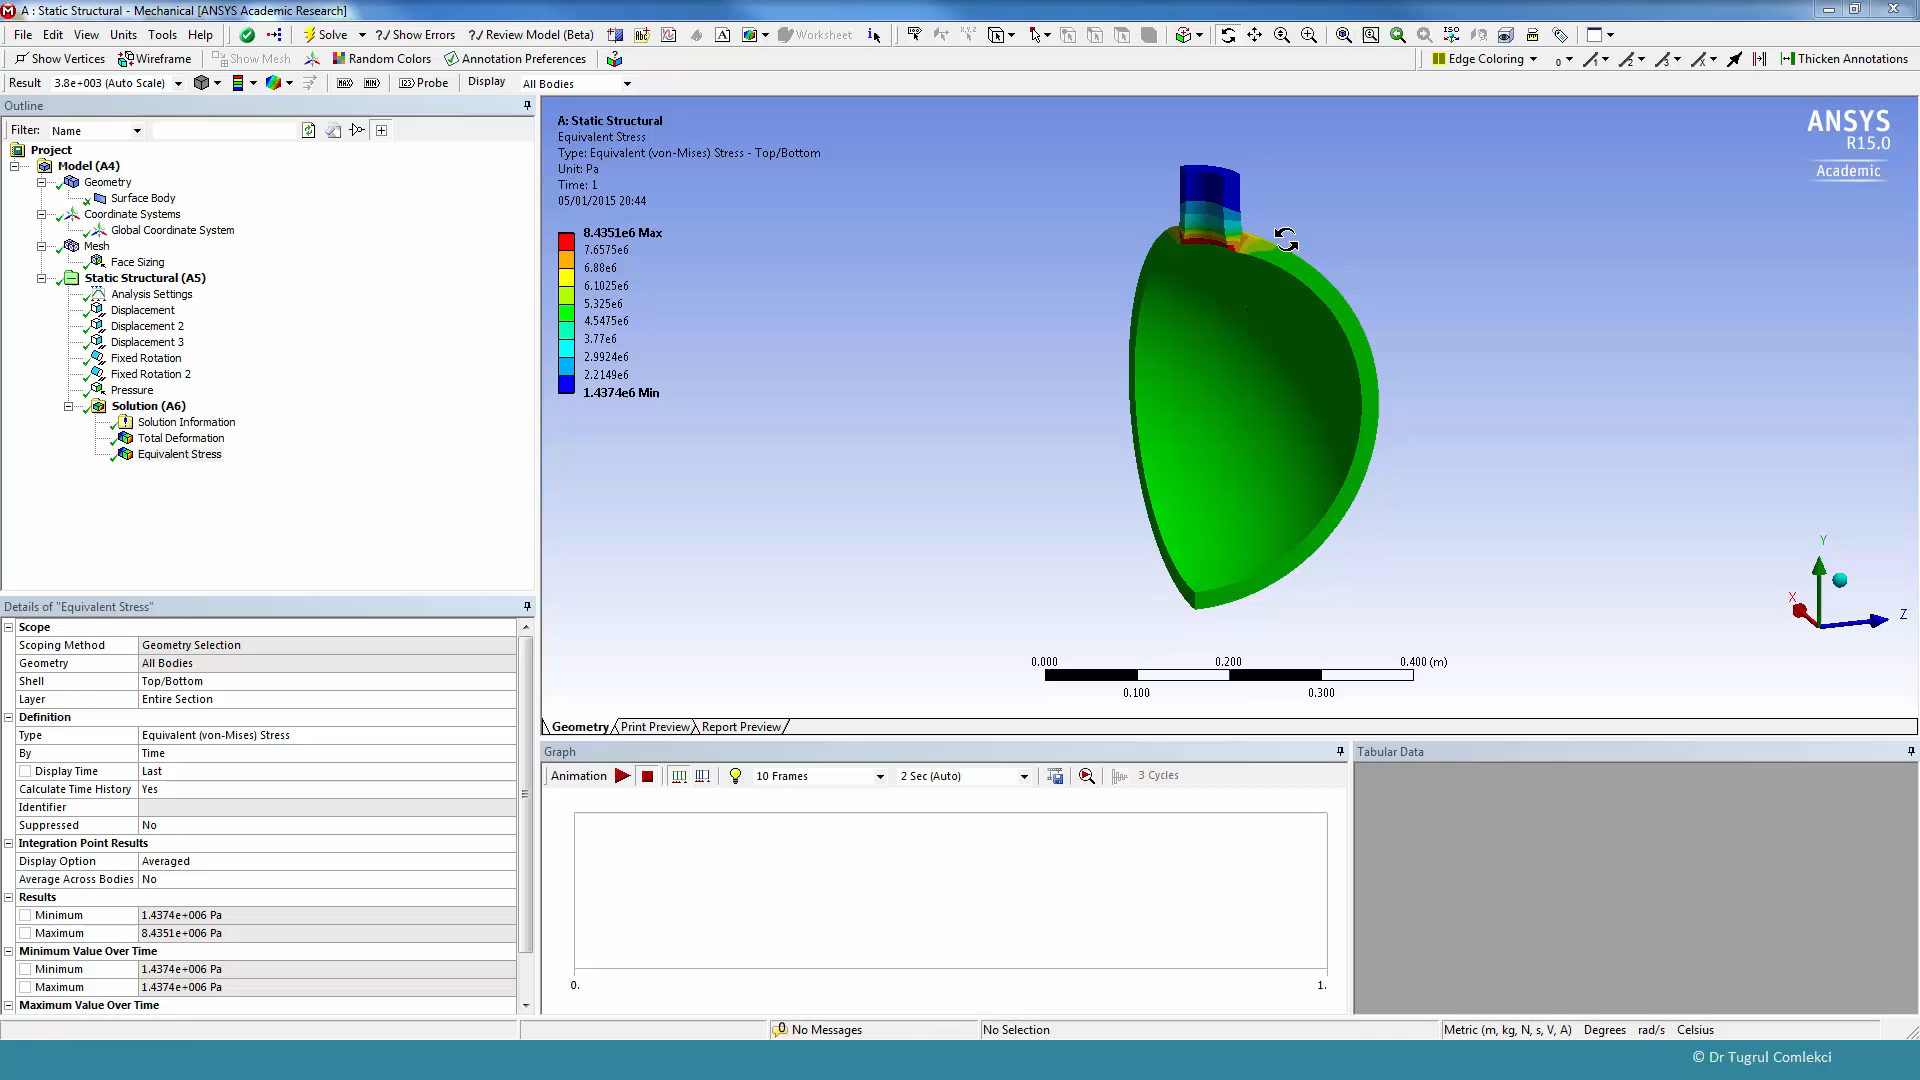 A : Static Structural - Mechanical [ANSYS Academic Research]
File Edit View Units Tools Help Solve ?/ Show Errors ?/ Review Model (Beta) Worksheet
Show Vertices Wireframe Show Mesh Random Colors Annotation Preferences Edge Coloring Thicken Annotations
Result 3.8e+003 (Auto Scale) MAX MIN Probe Display All Bodies
Outline
Filter: Name
Project
Model (A4)
Geometry
Surface Body
Coordinate Systems
Global Coordinate System
Mesh
Face Sizing
Static Structural (A5)
Analysis Settings
Displacement
Displacement 2
Displacement 3
Fixed Rotation
Fixed Rotation 2
Pressure
Solution (A6)
Solution Information
Total Deformation
Equivalent Stress
Details of "Equivalent Stress"
Scope
Scoping Method Geometry Selection
Geometry All Bodies
Shell Top/Bottom
Layer Entire Section
Definition
Type Equivalent (von-Mises) Stress
By Time
Display Time Last
Calculate Time History Yes
Identifier
Suppressed No
Integration Point Results
Display Option Averaged
Average Across Bodies No
Results
Minimum 1.4374e+006 Pa
Maximum 8.4351e+006 Pa
Minimum Value Over Time
Minimum 1.4374e+006 Pa
Maximum 1.4374e+006 Pa
Maximum Value Over Time
A: Static Structural
Equivalent Stress
Type: Equivalent (von-Mises) Stress - Top/Bottom
Unit: Pa
Time: 1
05/01/2015 20:44
8.4351e6 Max
7.6575e6
6.88e6
6.1025e6
5.325e6
4.5475e6
3.77e6
2.9924e6
2.2149e6
1.4374e6 Min
ANSYS
R15.0
Academic
Y
X
Z
0.000 0.200 0.400 (m)
0.100 0.300
Geometry Print Preview Report Preview
Graph
Animation 10 Frames 2 Sec (Auto) 3 Cycles
0. 1.
Tabular Data
0 No Messages No Selection Metric (m, kg, N, s, V, A) Degrees rad/s Celsius
© Dr Tugrul Comlekci